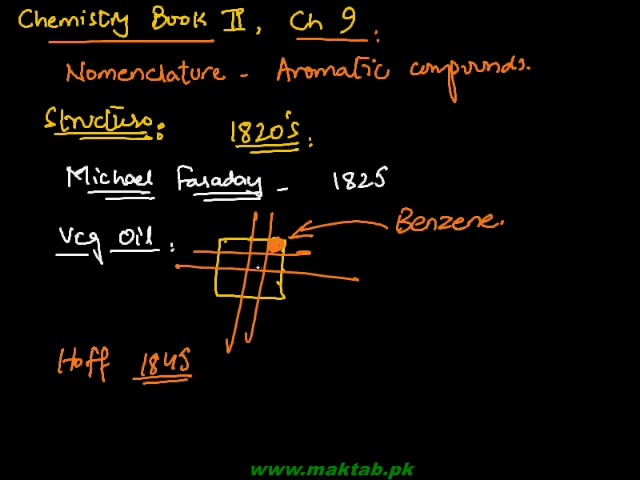 Chemistry Book II, Ch 9:
Nomenclature - Aromatic compounds.
Structure: 1820's:
Michael Faraday - 1825
Veg Oil:
Benzene.
Hoff 1845
www.maktab.pk